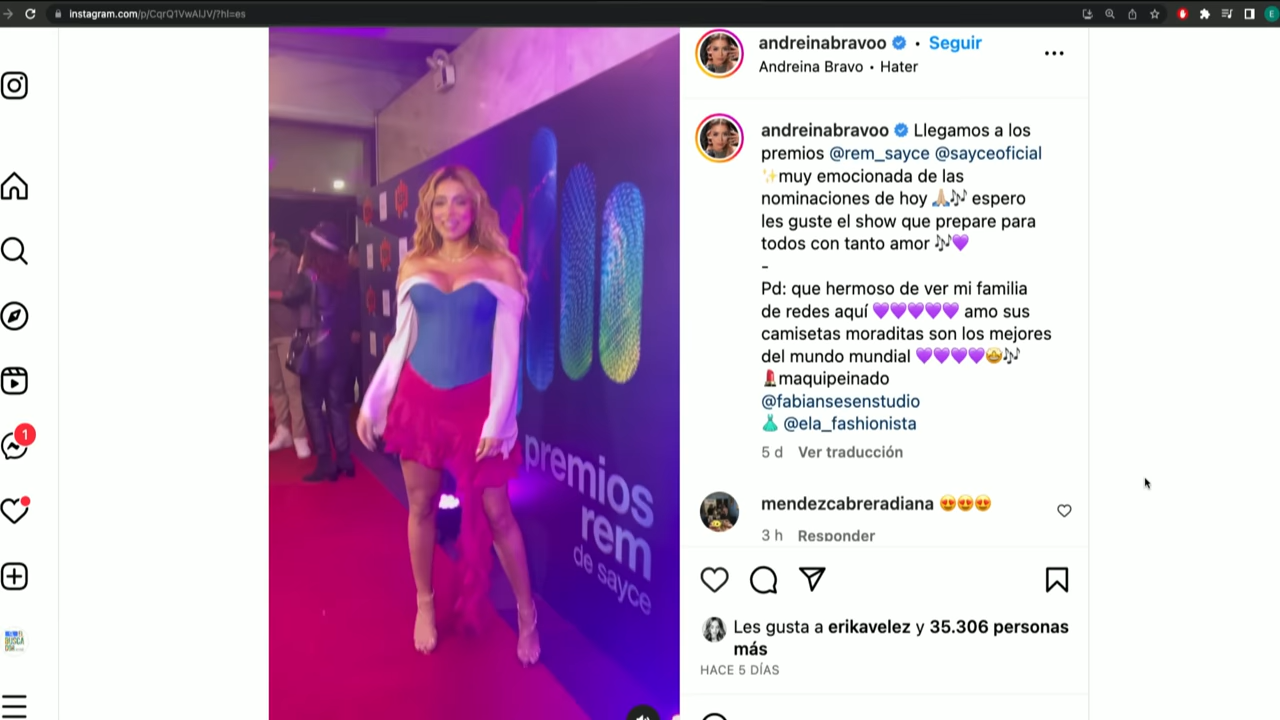 instagram.com/p/CqrQ1VwAIJV/?hl=es
E
andreinabravoo • Seguir
Andreina Bravo • Hater
andreinabravoo Llegamos a los
premios @rem_sayce @sayceoficial
✨muy emocionada de las
nominaciones de hoy 🙏🏼🎶 espero
les guste el show que prepare para
todos con tanto amor 🎶💜
-
Pd: que hermoso de ver mi familia
de redes aquí 💜💜💜💜💜 amo sus
camisetas moraditas son los mejores
del mundo mundial 💜💜💜💜🤩🎶
💄maquipeinado
@fabiansesenstudio
👗 @ela_fashionista
5 d Ver traducción
mendezcabreradiana 😍😍😍
3 h Responder
Les gusta a erikavelez y 35.306 personas
más
HACE 5 DÍAS
1
premios
rem
de sayce